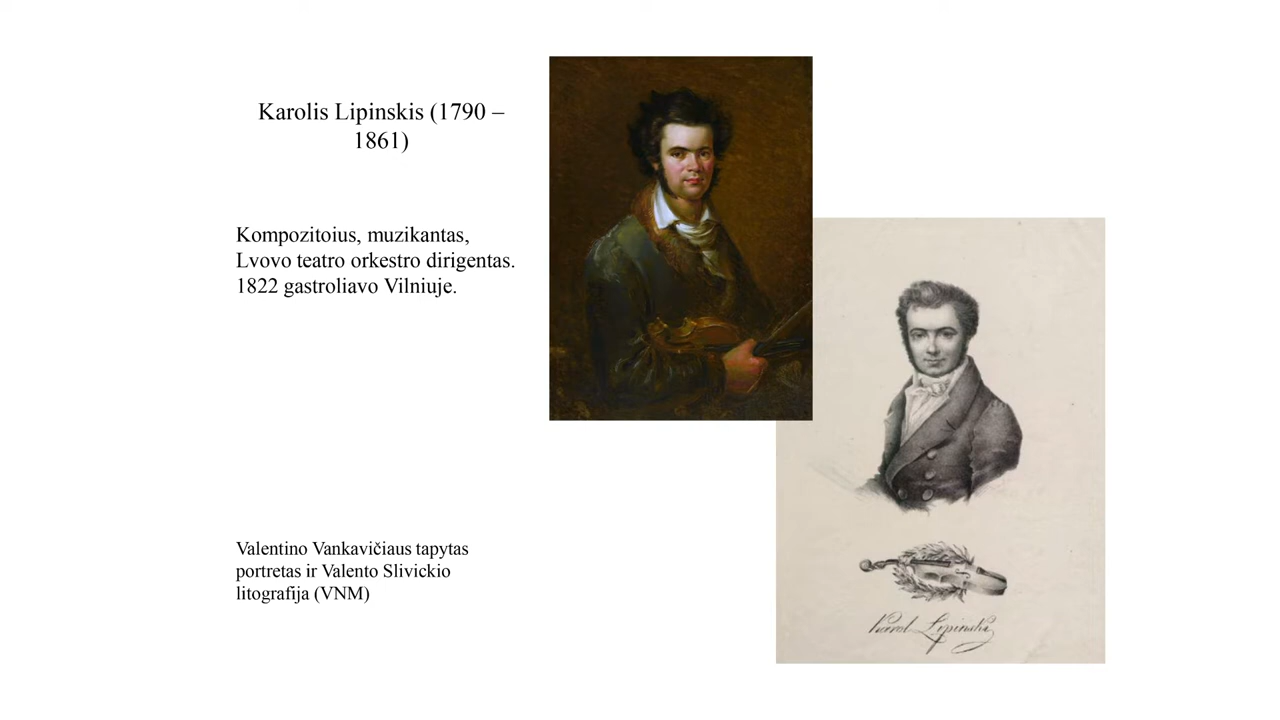 Karolis Lipinskis (1790 –
1861)
Kompozitoius, muzikantas,
Lvovo teatro orkestro dirigentas.
1822 gastroliavo Vilniuje.
Valentino Vankavičiaus tapytas
portretas ir Valento Slivickio
litografija (VNM)
Karol Lipinski